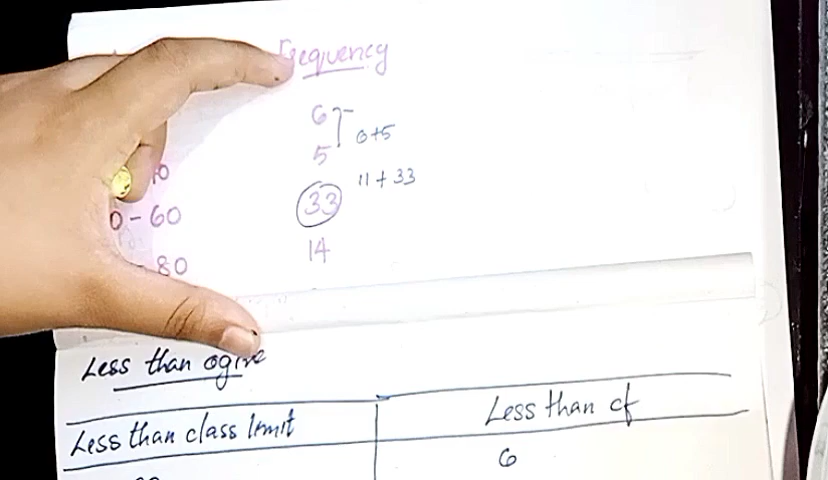 Frequency
6
5 6+5
33 11 + 33
0 - 60
14
80
Less than ogive
Less than class limit Less than cf
6